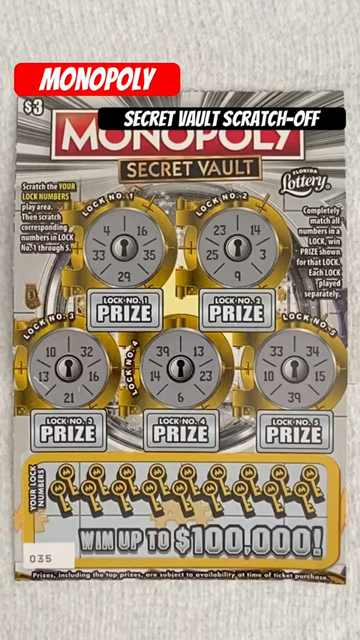 MONOPOLY
SECRET VAULT SCRATCH-OFF
$3
MONOPOLY
SECRET VAULT
FLORIDA
Lottery
Scratch the YOUR
LOCK NUMBERS
play area.
Then scratch
corresponding
numbers in LOCK
No. 1 through 5.
Completely
match all
numbers in a
LOCK, win
PRIZE shown
for that LOCK.
Each LOCK
played
separately.
LOCK NO. 1
4 16
33 35
29
LOCK NO. 1
PRIZE
LOCK NO. 2
23 14
25 3
9
LOCK NO. 2
PRIZE
LOCK NO. 3
10 32
13 16
21
LOCK NO. 3
PRIZE
LOCK NO. 4
39 13
14 23
6
LOCK NO. 4
PRIZE
LOCK NO. 5
33 34
10 15
39
LOCK NO. 5
PRIZE
YOUR LOCK
NUMBERS
WIN UP TO $100,000!
035
Prizes, including the top prizes, are subject to availability at time of ticket purchase.